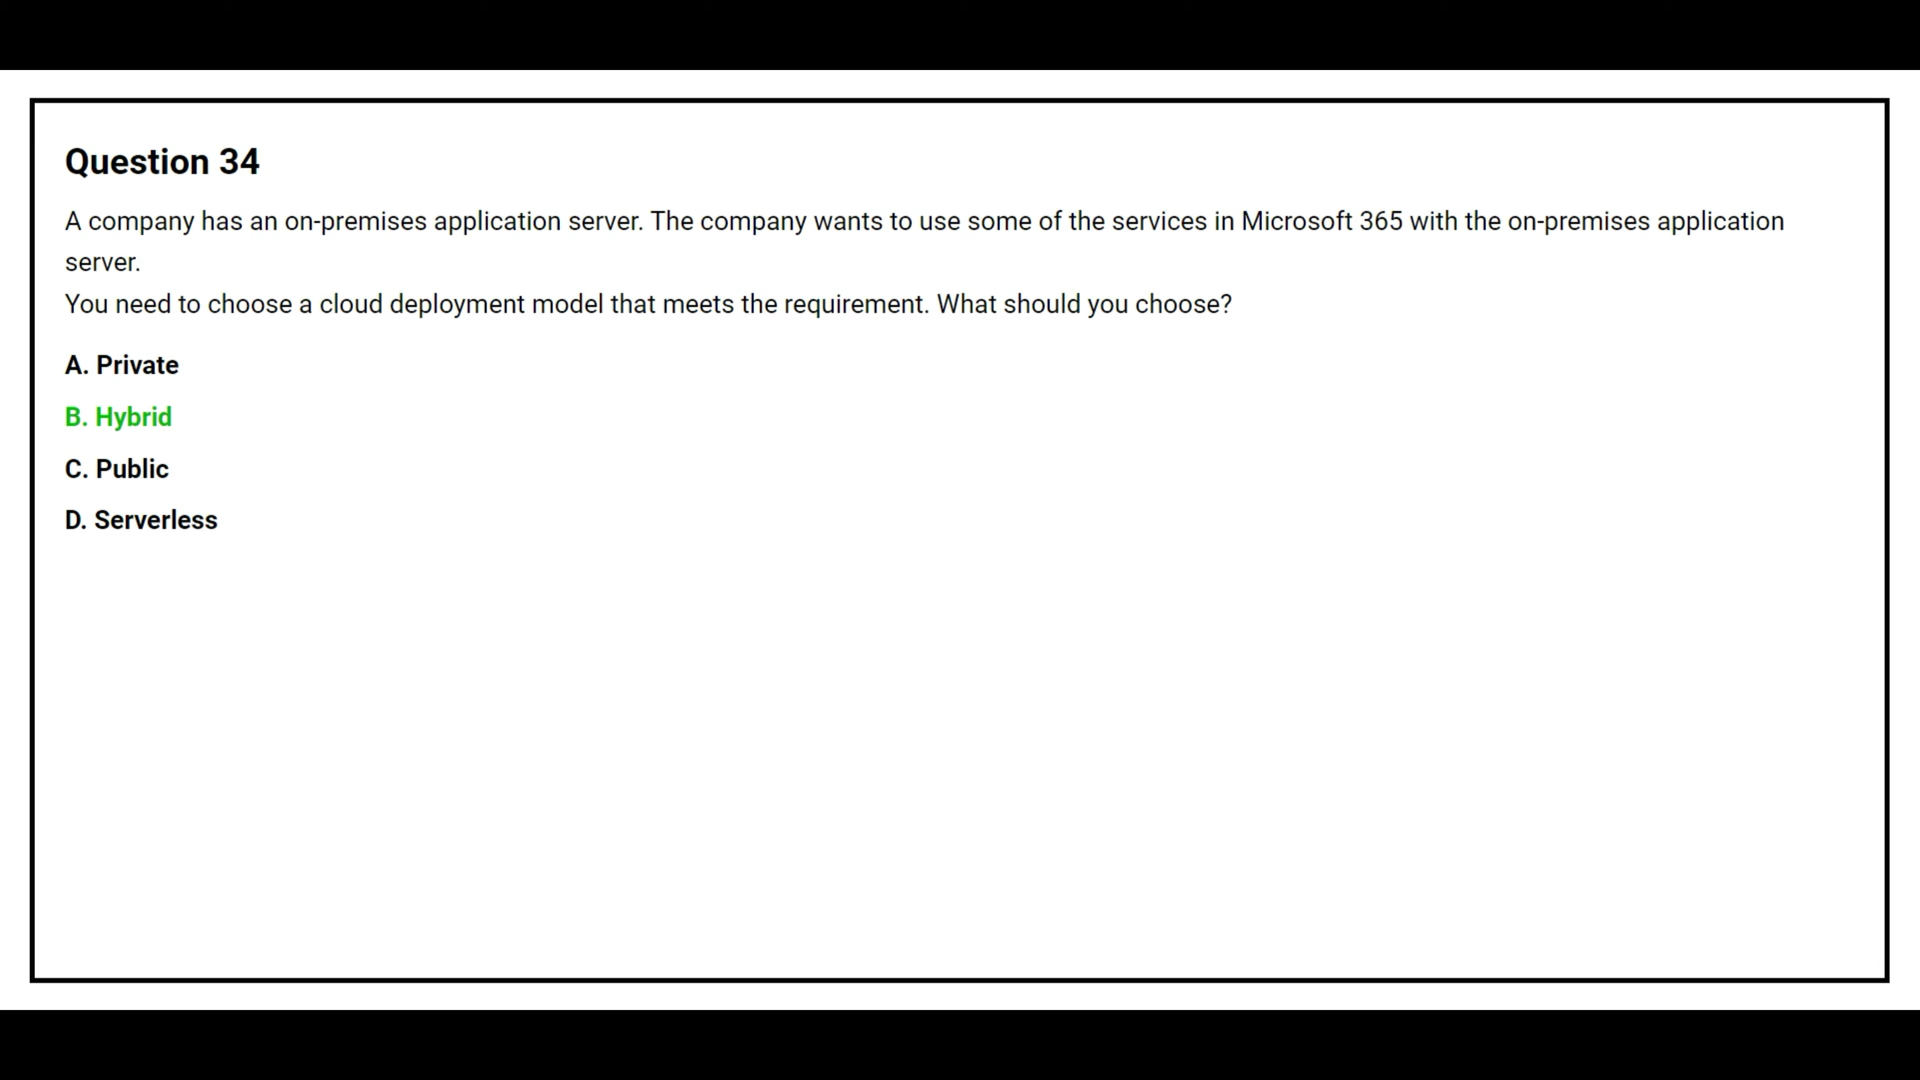 Question 34
A company has an on-premises application server. The company wants to use some of the services in Microsoft 365 with the on-premises application
server.
You need to choose a cloud deployment model that meets the requirement. What should you choose?
A. Private
B. Hybrid
C. Public
D. Serverless